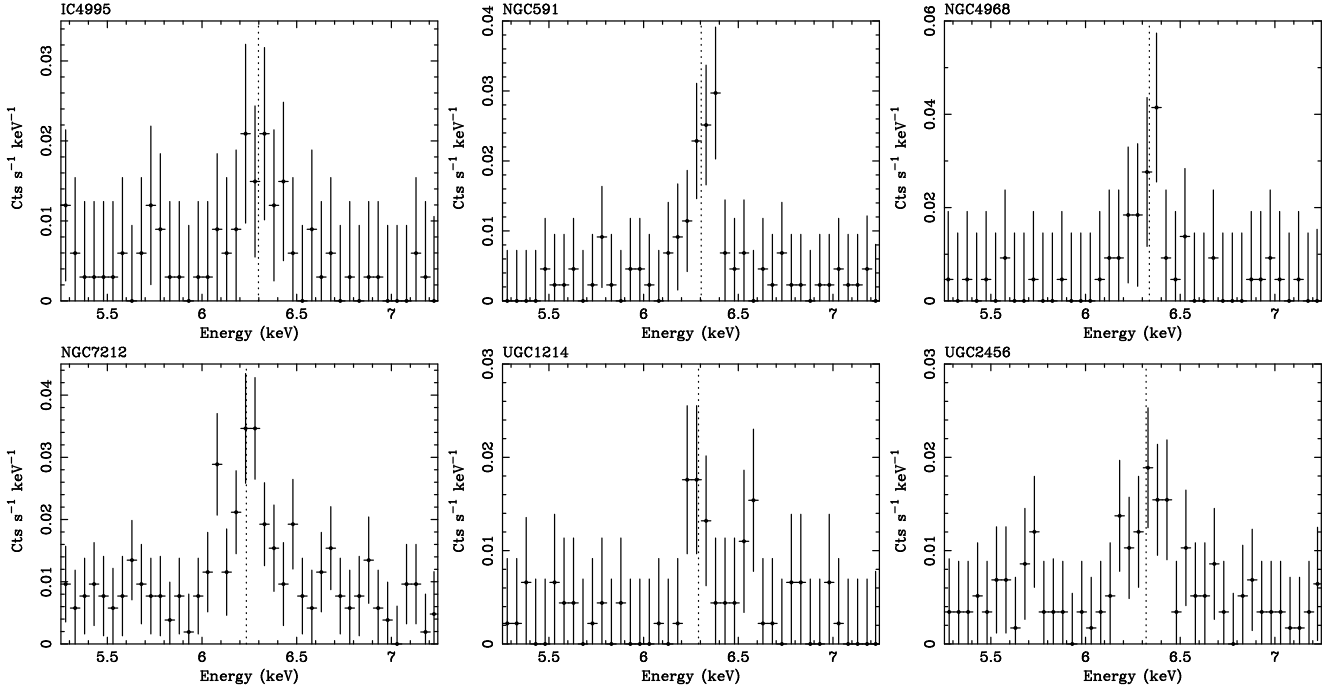 IC4995
NGC591
NGC4968
Cts s⁻¹ keV⁻¹
0 0.01 0.02 0.03
5.5 6 6.5 7
Energy (keV)
Cts s⁻¹ keV⁻¹
0 0.01 0.02 0.03 0.04
5.5 6 6.5 7
Energy (keV)
Cts s⁻¹ keV⁻¹
0 0.02 0.04 0.06
5.5 6 6.5 7
Energy (keV)
NGC7212
UGC1214
UGC2456
Cts s⁻¹ keV⁻¹
0 0.01 0.02 0.03 0.04
5.5 6 6.5 7
Energy (keV)
Cts s⁻¹ keV⁻¹
0 0.01 0.02 0.03
5.5 6 6.5 7
Energy (keV)
Cts s⁻¹ keV⁻¹
0 0.01 0.02 0.03
5.5 6 6.5 7
Energy (keV)